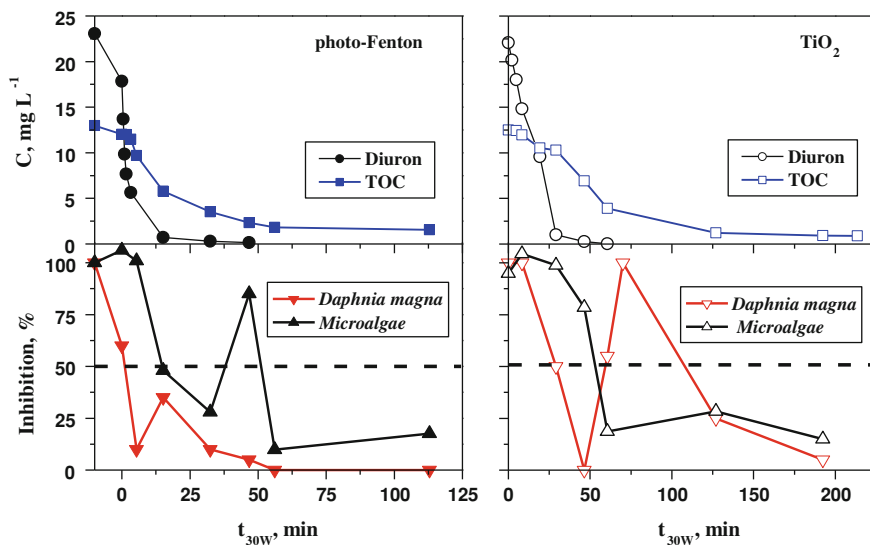 photo-Fenton
TiO2
C, mg L-1
25
20
15
10
5
0
Diuron
TOC
Diuron
TOC
Inhibition, %
100
75
50
25
0
Daphnia magna
Microalgae
Daphnia magna
Microalgae
0 25 50 75 100 125
0 50 100 150 200
t30W, min
t30W, min